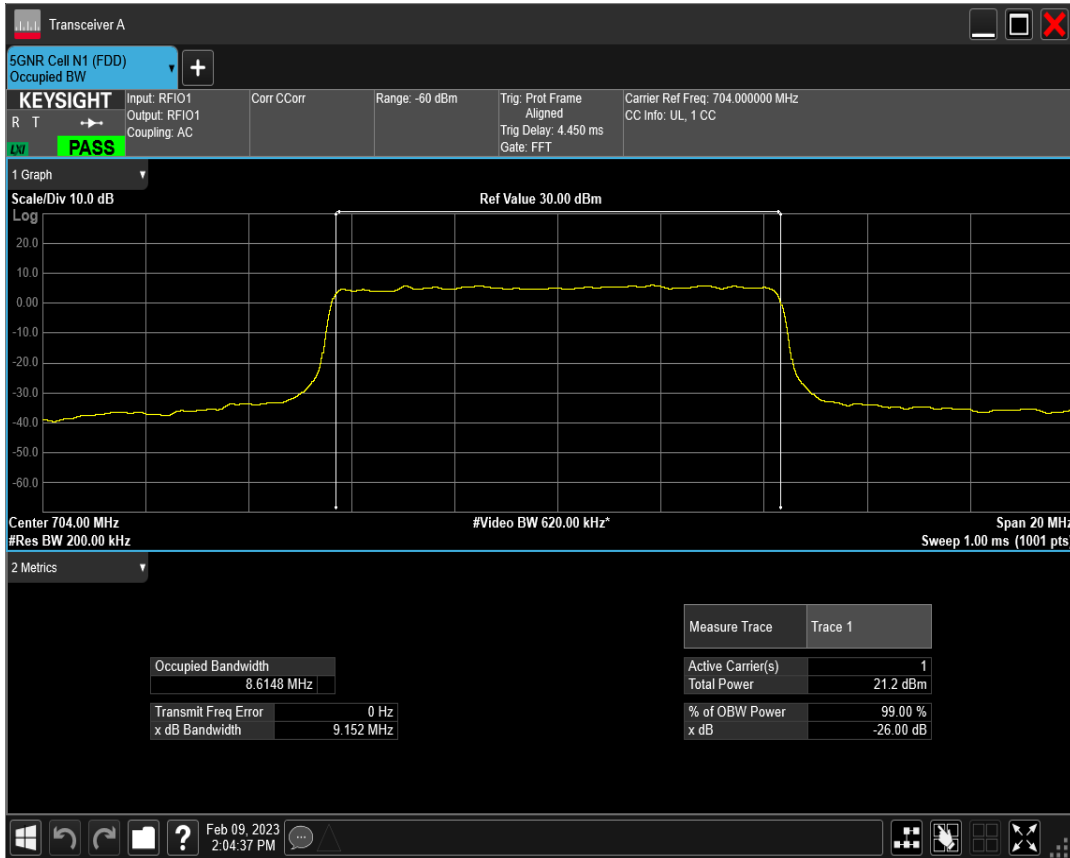 Transceiver A
5GNR Cell N1 (FDD)
Occupied BW
+
KEYSIGHT
R T
LXI
PASS
Input: RFIO1
Output: RFIO1
Coupling: AC
Corr CCorr
Range: -60 dBm
Trig: Prot Frame
Aligned
Trig Delay: 4.450 ms
Gate: FFT
Carrier Ref Freq: 704.000000 MHz
CC Info: UL, 1 CC
1 Graph
Scale/Div 10.0 dB
Ref Value 30.00 dBm
Log
20.0
10.0
0.00
-10.0
-20.0
-30.0
-40.0
-50.0
-60.0
Center 704.00 MHz
#Video BW 620.00 kHz*
Span 20 MHz
#Res BW 200.00 kHz
Sweep 1.00 ms (1001 pts)
2 Metrics
Measure Trace Trace 1
Occupied Bandwidth
8.6148 MHz
Active Carrier(s) 1
Total Power 21.2 dBm
Transmit Freq Error 0 Hz
x dB Bandwidth 9.152 MHz
% of OBW Power 99.00 %
x dB -26.00 dB
?
Feb 09, 2023
2:04:37 PM